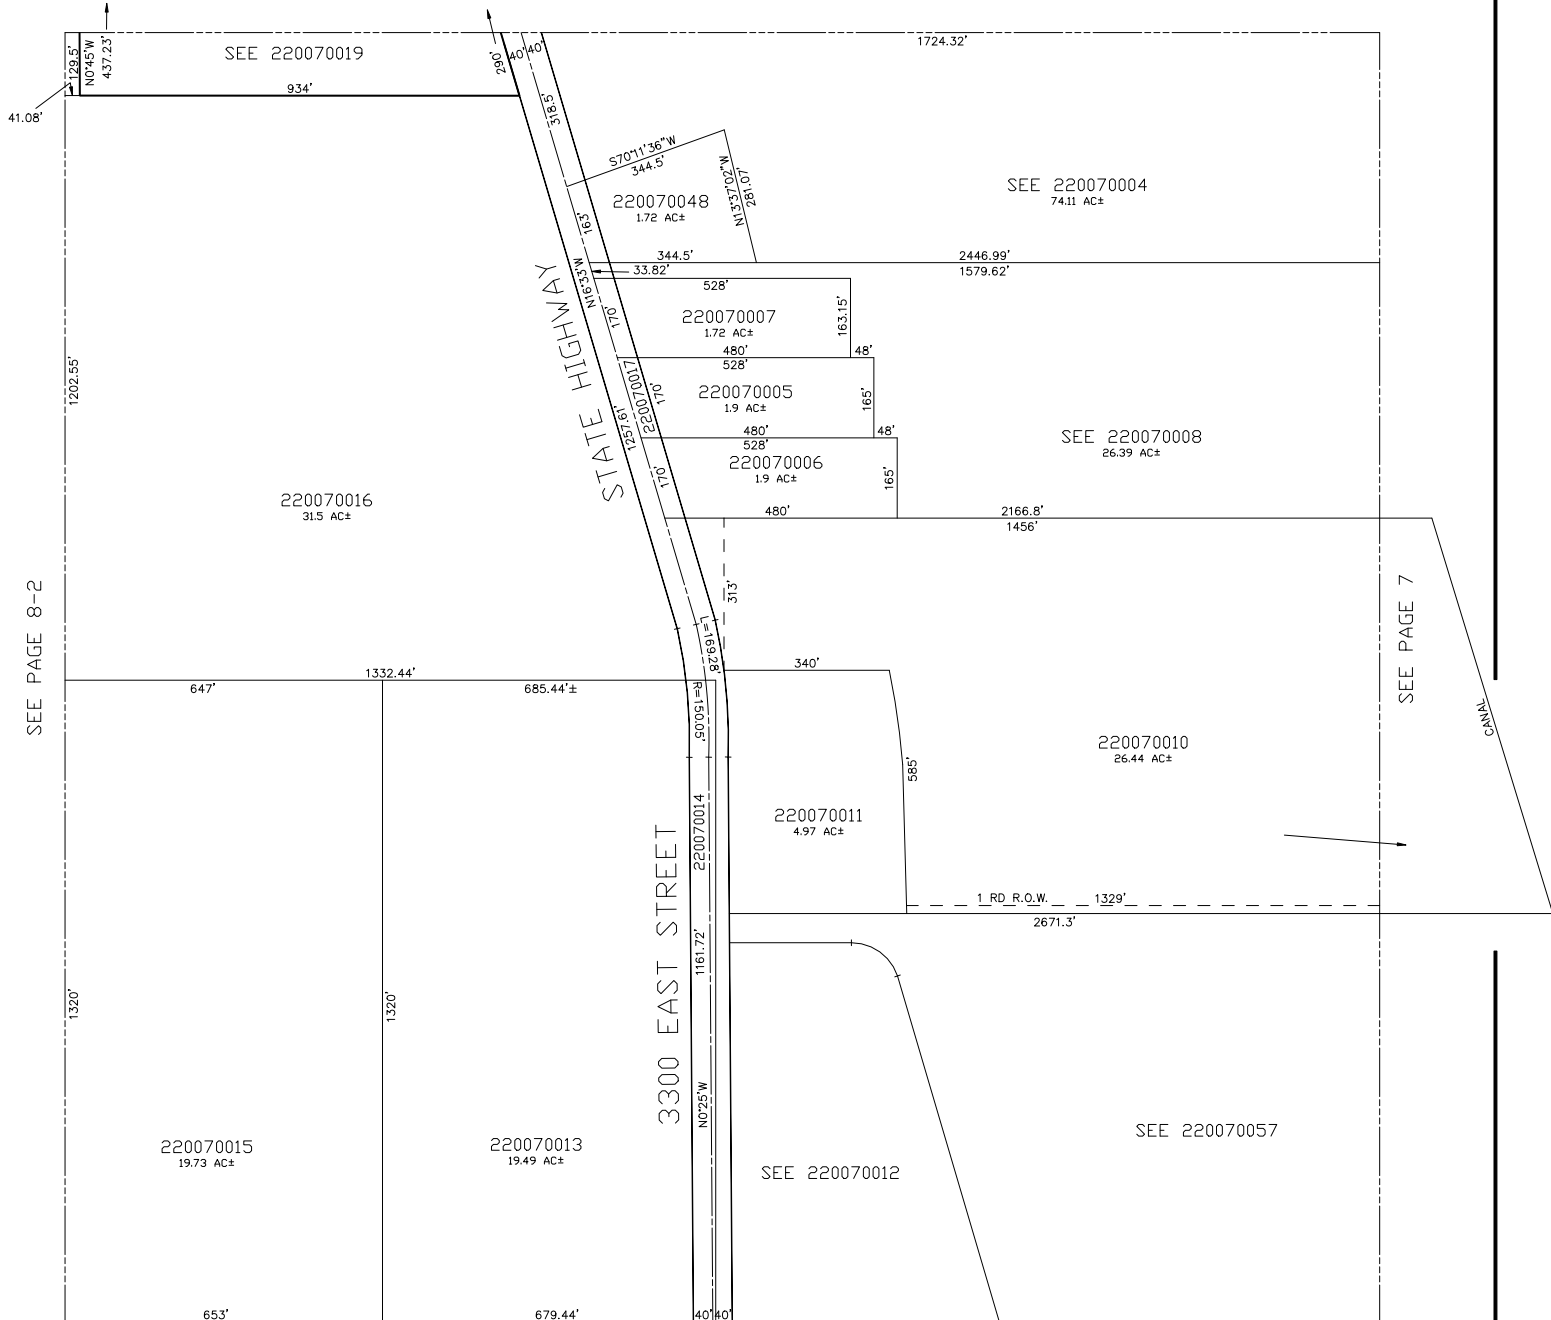 129.5'
N0°45'W
437.23'
41.08'
SEE 220070019
934'
290'
40' 40'
1724.32'
318.5'
S70°11'36"W
344.5'
N13°37'02"W
281.07'
220070048
1.72 AC±
SEE 220070004
74.11 AC±
163'
344.5'
33.82'
2446.99'
1579.62'
N16°33'W
STATE HIGHWAY
528'
170'
220070007
1.72 AC±
163.15'
480'
48'
528'
220070017
170'
1257.61'
220070005
1.9 AC±
165'
480'
48'
528'
170'
220070006
1.9 AC±
165'
SEE 220070008
26.39 AC±
480'
2166.8'
1456'
1202.55'
220070016
31.5 AC±
SEE PAGE 8-2
SEE PAGE 7
313'
L=169.28'
R=150.05'
340'
1332.44'
647'
685.44'±
CANAL
220070010
26.44 AC±
585'
220070011
4.97 AC±
220070014
3300 EAST STREET
1 RD R.O.W.
1329'
2671.3'
1161.72'
1320'
1320'
N0°25'W
220070015
19.73 AC±
220070013
19.49 AC±
SEE 220070012
SEE 220070057
653'
679.44'
40' 40'